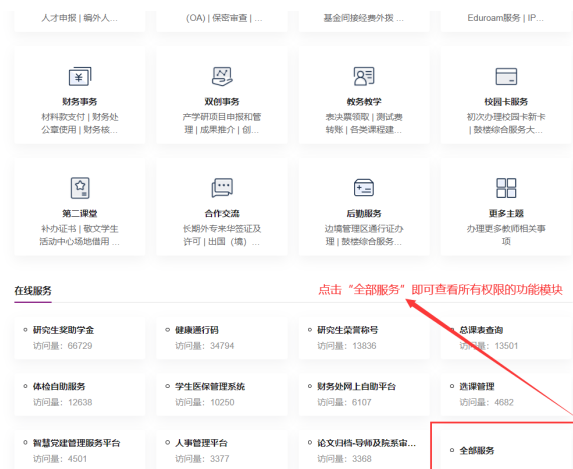 人才申报 | 编外人...
(OA) | 保密审查 | ...
基金间接经费外拨 ...
Eduroam服务 | IP...
财务事务
材料款支付 | 财务处
公章使用 | 财务核...
双创事务
产学研项目申报和管
理 | 成果推介 | 创...
教务教学
表决票领取 | 测试费
转账 | 各类课程建...
校园卡服务
初次办理校园卡新卡
| 鼓楼综合服务大...
第二课堂
补办证书 | 敬文学生
活动中心场地借用 ...
合作交流
长期外专来华签证及
许可 | 出国（境）...
后勤服务
边墙管理区通行证办
理 | 鼓楼综合服务...
更多主题
办理更多教师相关事
项
在线服务
点击“全部服务”即可查看所有权限的功能模块
研究生奖助学金
访问量：66729
健康通行码
访问量：34794
研究生荣誉称号
访问量：13836
总课表查询
访问量：13501
体检自助服务
访问量：12638
学生医保管理系统
访问量：10250
财务处网上自助平台
访问量：6107
选课管理
访问量：4682
智慧党建管理服务平台
访问量：4501
人事管理平台
访问量：3377
论文归档-导师及院系审...
访问量：3368
全部服务